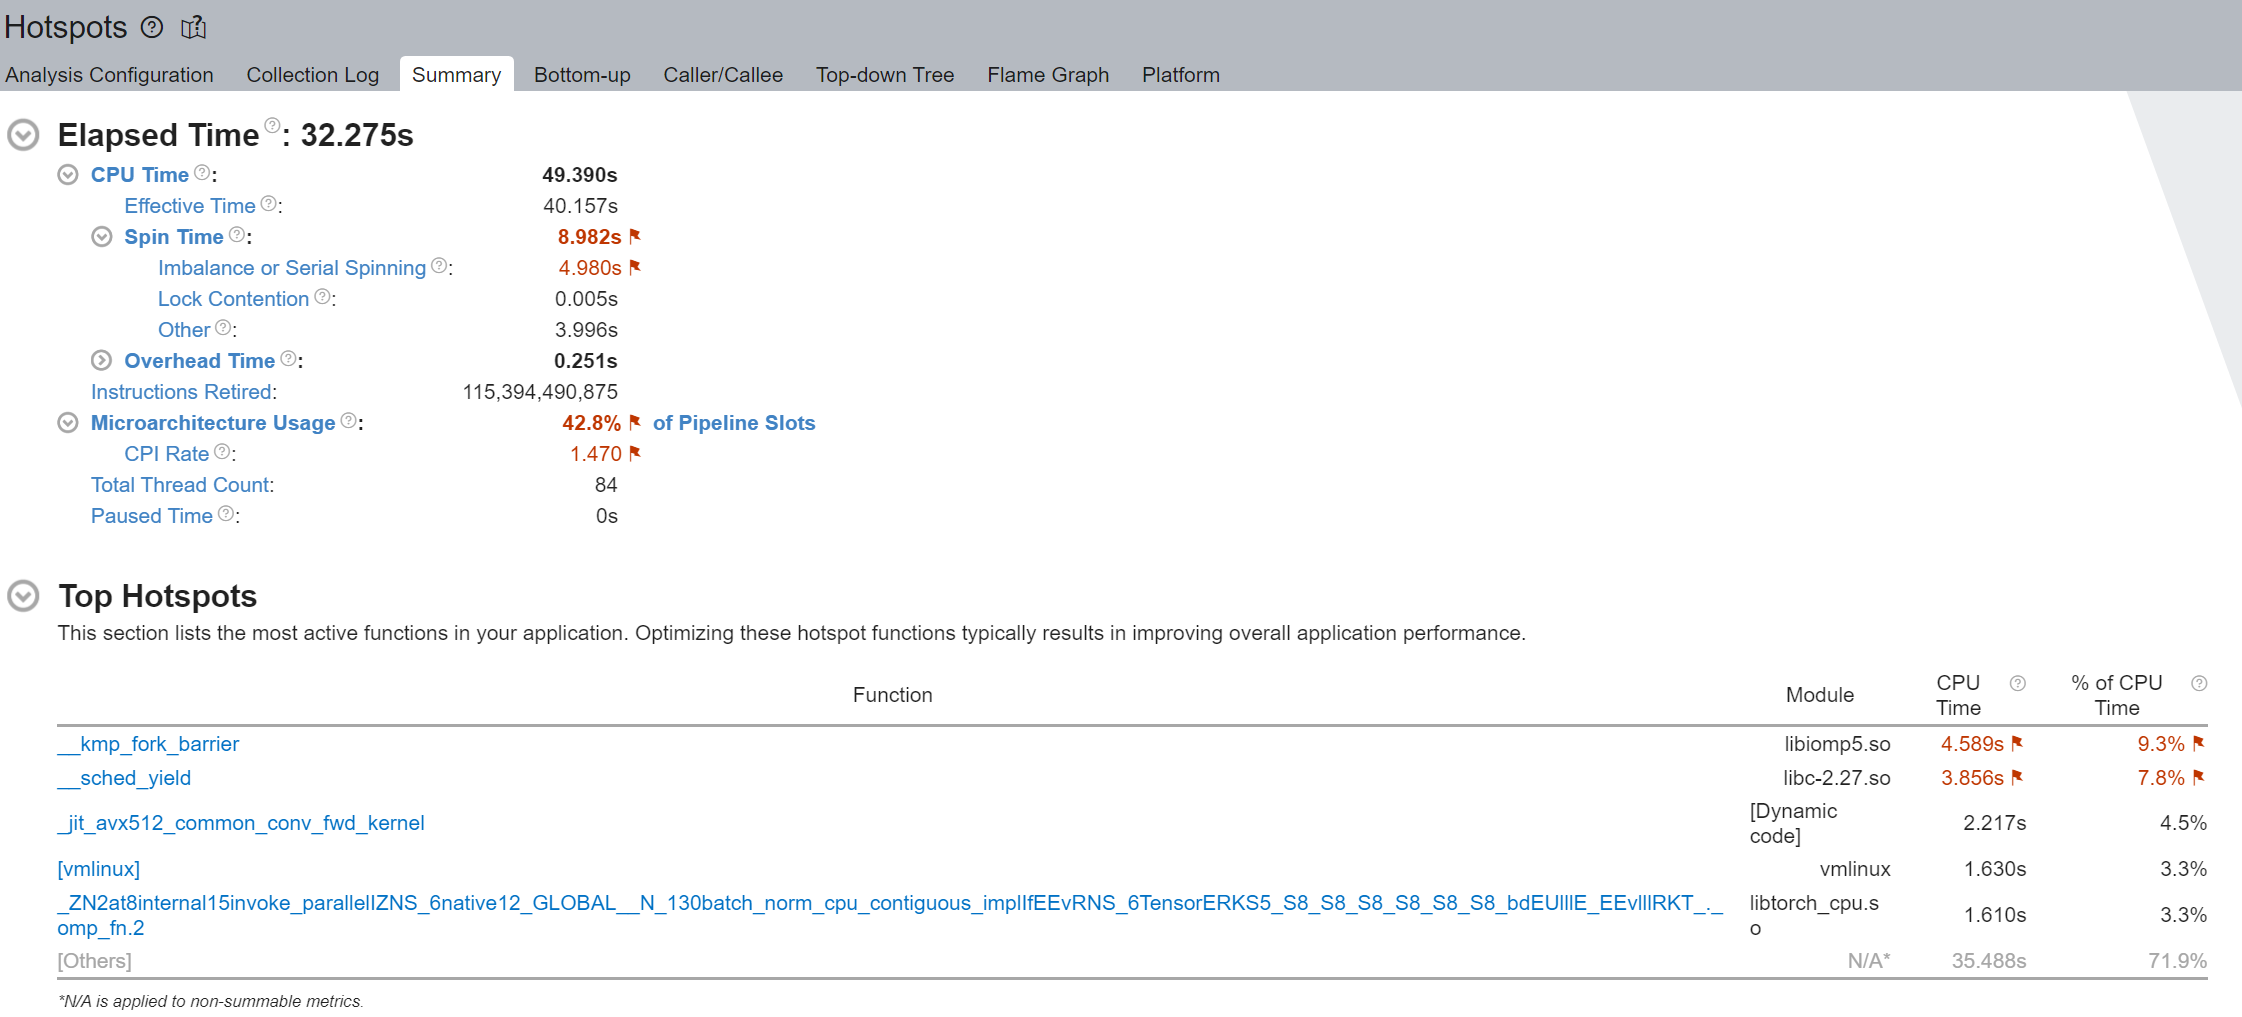 Hotspots
Analysis Configuration Collection Log Summary Bottom-up Caller/Callee Top-down Tree Flame Graph Platform
Elapsed Time: 32.275s
CPU Time: 49.390s
Effective Time: 40.157s
Spin Time: 8.982s
Imbalance or Serial Spinning: 4.980s
Lock Contention: 0.005s
Other: 3.996s
Overhead Time: 0.251s
Instructions Retired: 115,394,490,875
Microarchitecture Usage: 42.8% of Pipeline Slots
CPI Rate: 1.470
Total Thread Count: 84
Paused Time: 0s
Top Hotspots
This section lists the most active functions in your application. Optimizing these hotspot functions typically results in improving overall application performance.
Function Module CPU Time % of CPU Time
__kmp_fork_barrier libiomp5.so 4.589s 9.3%
__sched_yield libc-2.27.so 3.856s 7.8%
_jit_avx512_common_conv_fwd_kernel [Dynamic code] 2.217s 4.5%
[vmlinux] vmlinux 1.630s 3.3%
_ZN2at8internal15invoke_parallelIZNS_6native12_GLOBAL__N_130batch_norm_cpu_contiguous_implIfEEvRNS_6TensorERKS5_S8_S8_S8_S8_S8_S8_bdEUlllE_EEvlllRKT_._omp_fn.2 libtorch_cpu.so 1.610s 3.3%
[Others] N/A* 35.488s 71.9%
*N/A is applied to non-summable metrics.